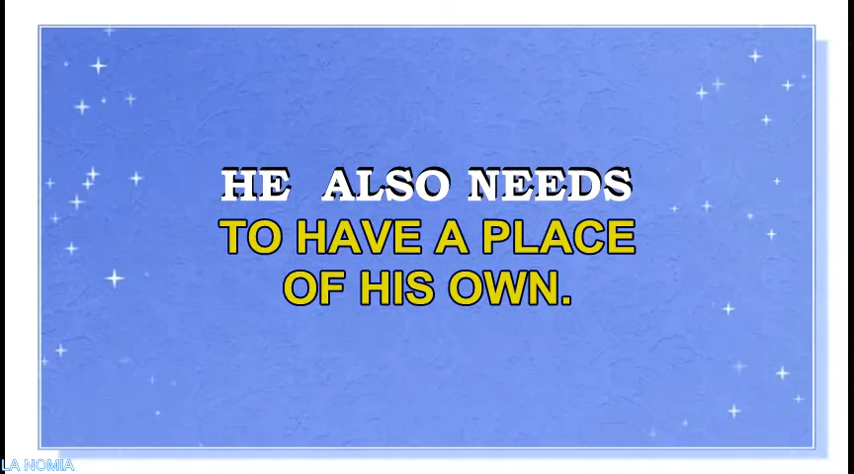 HE ALSO NEEDS
TO HAVE A PLACE
OF HIS OWN.
LA NOMIA